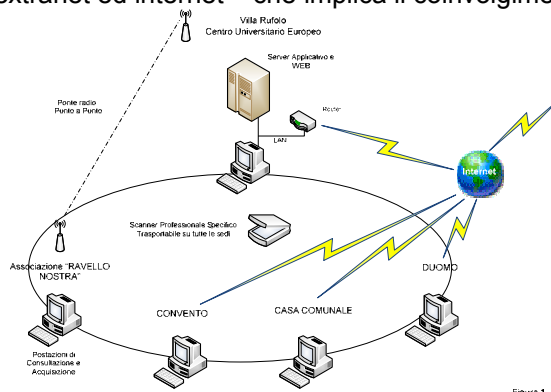 extranet ed internet – che implica il coinvolgime
Villa Rufolo
Centro Universitario Europeo
Server Applicativo e
WEB
Router
Ponte radio
Punto a Punto
LAN
Internet
Scanner Professionale Specifico
Trasportabile su tutte le sedi
Associazione "RAVELLO
NOSTRA"
DUOMO
CONVENTO
CASA COMUNALE
Postazioni di
Consultazione e
Acquisizione
Figura 1